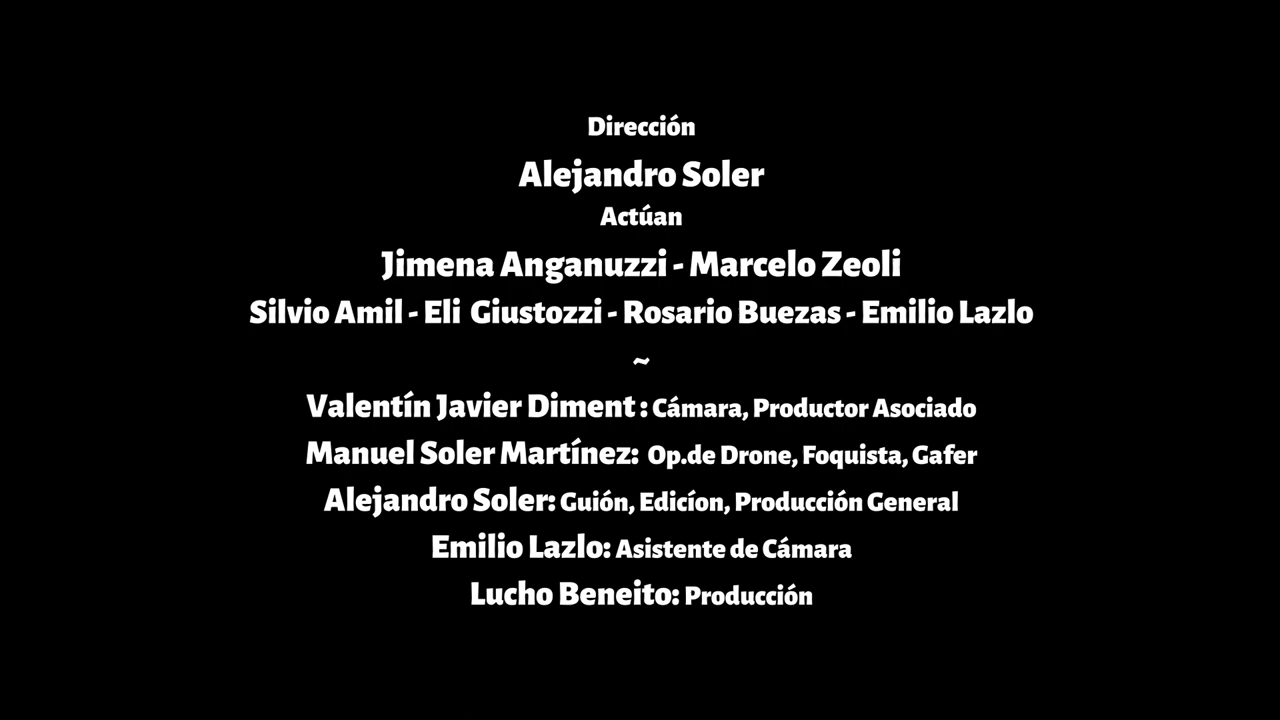 Dirección
Alejandro Soler
Actúan
Jimena Anganuzzi - Marcelo Zeoli
Silvio Amil - Eli  Giustozzi - Rosario Buezas - Emilio Lazlo
~
Valentín Javier Diment : Cámara, Productor Asociado
Manuel Soler Martínez:  Op.de Drone, Foquista, Gafer
Alejandro Soler: Guión, Edicíon, Producción General
Emilio Lazlo: Asistente de Cámara
Lucho Beneito: Producción